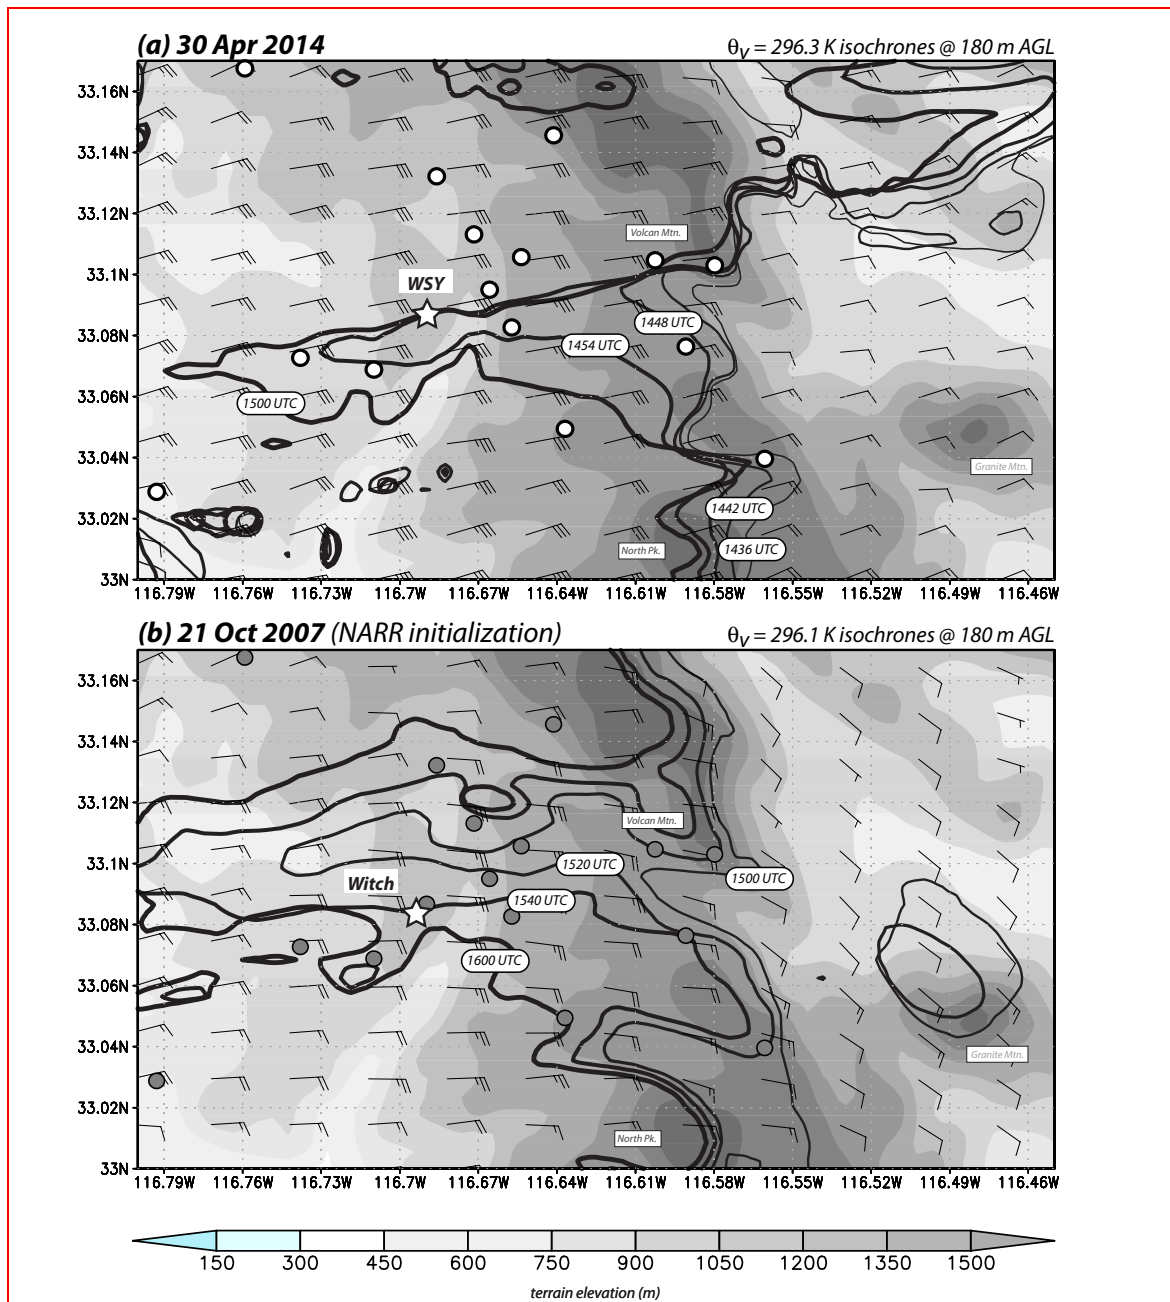 (a) 30 Apr 2014
θv = 296.3 K isochrones @ 180 m AGL
33.16N
33.14N
33.12N
Volcan Mtn.
33.1N
WSY
33.08N
1448 UTC
1454 UTC
33.06N
1500 UTC
33.04N
Granite Mtn.
33.02N
1442 UTC
North Pk.
1436 UTC
33N
116.79W 116.76W 116.73W 116.7W 116.67W 116.64W 116.61W 116.58W 116.55W 116.52W 116.49W 116.46W
(b) 21 Oct 2007 (NARR initialization)
θv = 296.1 K isochrones @ 180 m AGL
33.16N
33.14N
33.12N
Volcan Mtn.
33.1N
1520 UTC
1500 UTC
Witch
1540 UTC
33.08N
1600 UTC
33.06N
33.04N
Granite Mtn.
33.02N
North Pk.
33N
116.79W 116.76W 116.73W 116.7W 116.67W 116.64W 116.61W 116.58W 116.55W 116.52W 116.49W 116.46W
150 300 450 600 750 900 1050 1200 1350 1500
terrain elevation (m)